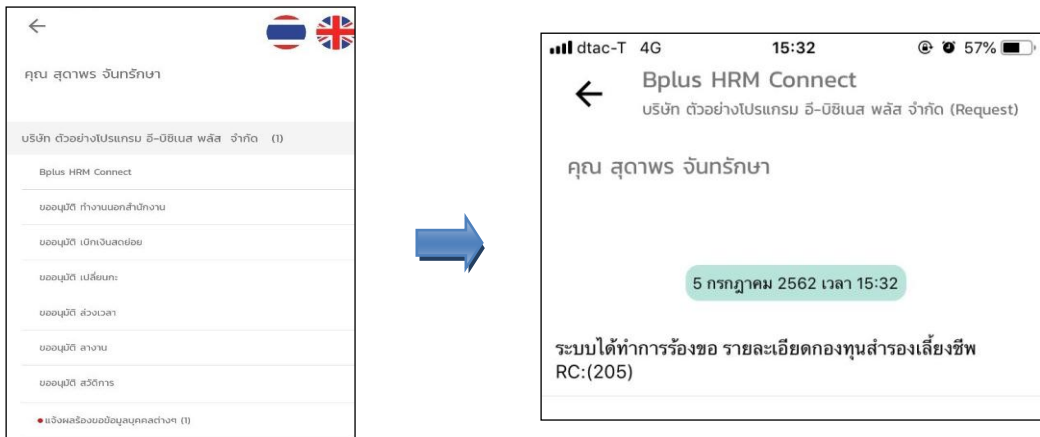 คุณ สุดาพร จันทรักษา
บริษัท ตัวอย่างโปรแกรม อี-บิซิเนส พลัส จำกัด (1)
Bplus HRM Connect
ขออนุมัติ ทำงานนอกสำนักงาน
ขออนุมัติ เบิกเงินสดย่อย
ขออนุมัติ เปลี่ยนกะ
ขออนุมัติ ล่วงเวลา
ขออนุมัติ ลางาน
ขออนุมัติ สวัดิการ
แจ้งผลร้องขอข้อมูลบุคคลต่างๆ (1)
dtac-T 4G 15:32 57%
Bplus HRM Connect
บริษัท ตัวอย่างโปรแกรม อี-บิซิเนส พลัส จำกัด (Request)
คุณ สุดาพร จันทรักษา
5 กรกฎาคม 2562 เวลา 15:32
ระบบได้ทำการร้องขอ รายละเอียดกองทุนสำรองเลี้ยงชีพ
RC:(205)